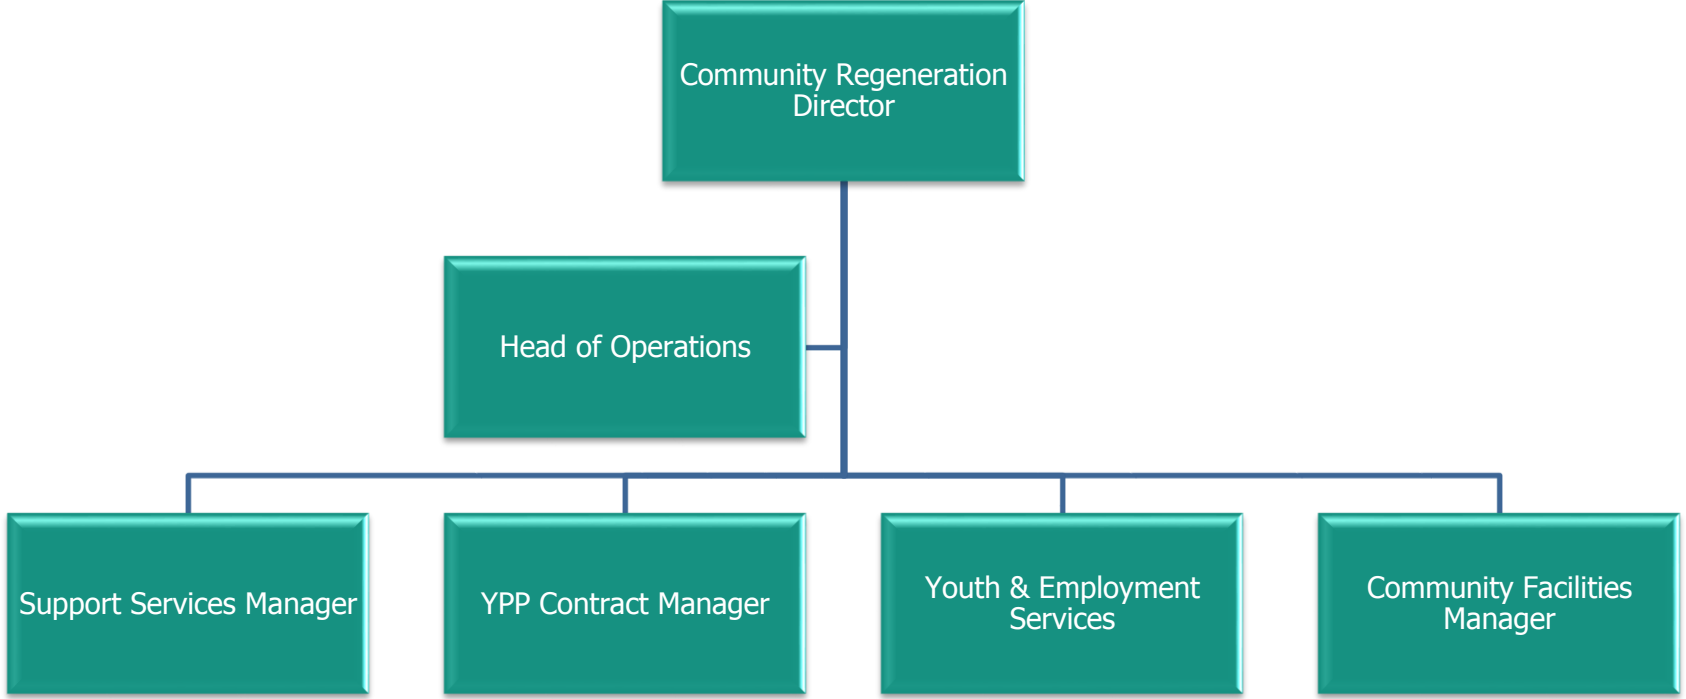 Community Regeneration
Director
Head of Operations
Support Services Manager
YPP Contract Manager
Youth & Employment
Services
Community Facilities
Manager